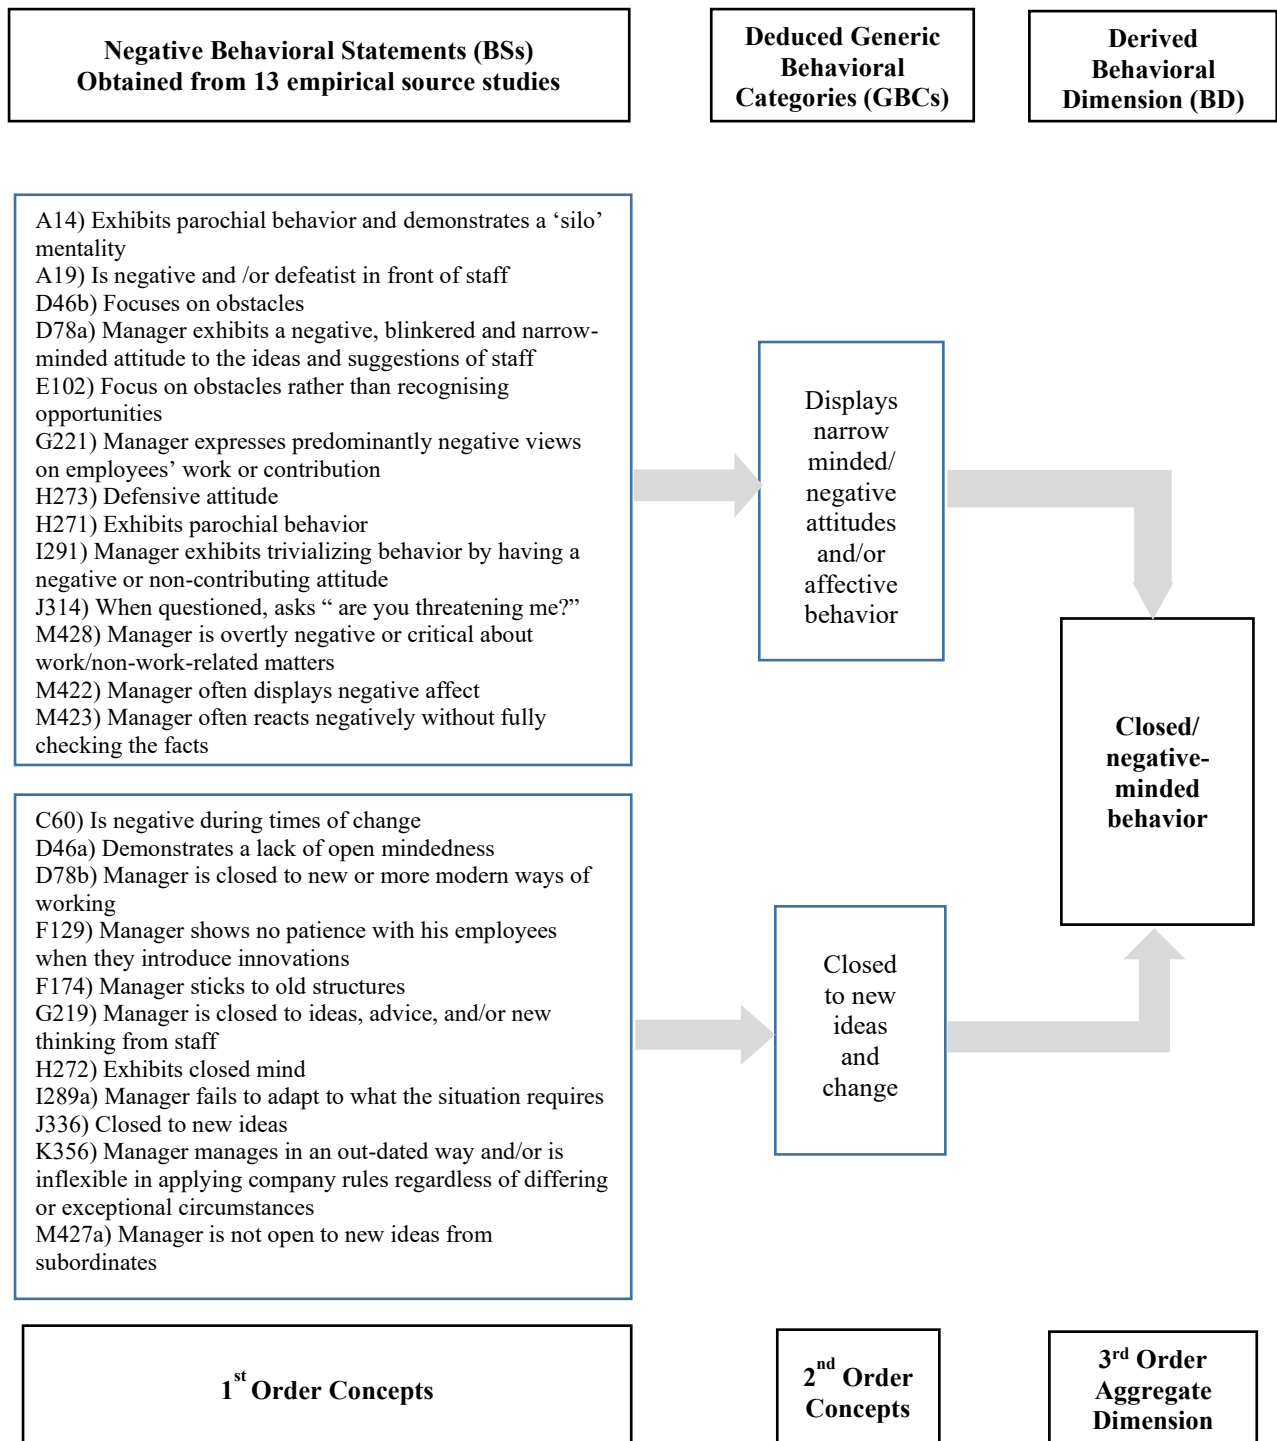 Negative Behavioral Statements (BSs)
Obtained from 13 empirical source studies
Deduced Generic
Behavioral
Categories (GBCs)
Derived
Behavioral
Dimension (BD)
A14) Exhibits parochial behavior and demonstrates a ‘silo’
mentality
A19) Is negative and /or defeatist in front of staff
D46b) Focuses on obstacles
D78a) Manager exhibits a negative, blinkered and narrow-
minded attitude to the ideas and suggestions of staff
E102) Focus on obstacles rather than recognising
opportunities
G221) Manager expresses predominantly negative views
on employees’ work or contribution
H273) Defensive attitude
H271) Exhibits parochial behavior
I291) Manager exhibits trivializing behavior by having a
negative or non-contributing attitude
J314) When questioned, asks “ are you threatening me?”
M428) Manager is overtly negative or critical about
work/non-work-related matters
M422) Manager often displays negative affect
M423) Manager often reacts negatively without fully
checking the facts
Displays
narrow
minded/
negative
attitudes
and/or
affective
behavior
Closed/
negative-
minded
behavior
C60) Is negative during times of change
D46a) Demonstrates a lack of open mindedness
D78b) Manager is closed to new or more modern ways of
working
F129) Manager shows no patience with his employees
when they introduce innovations
F174) Manager sticks to old structures
G219) Manager is closed to ideas, advice, and/or new
thinking from staff
H272) Exhibits closed mind
I289a) Manager fails to adapt to what the situation requires
J336) Closed to new ideas
K356) Manager manages in an out-dated way and/or is
inflexible in applying company rules regardless of differing
or exceptional circumstances
M427a) Manager is not open to new ideas from
subordinates
Closed
to new
ideas
and
change
1st Order Concepts
2nd Order
Concepts
3rd Order
Aggregate
Dimension